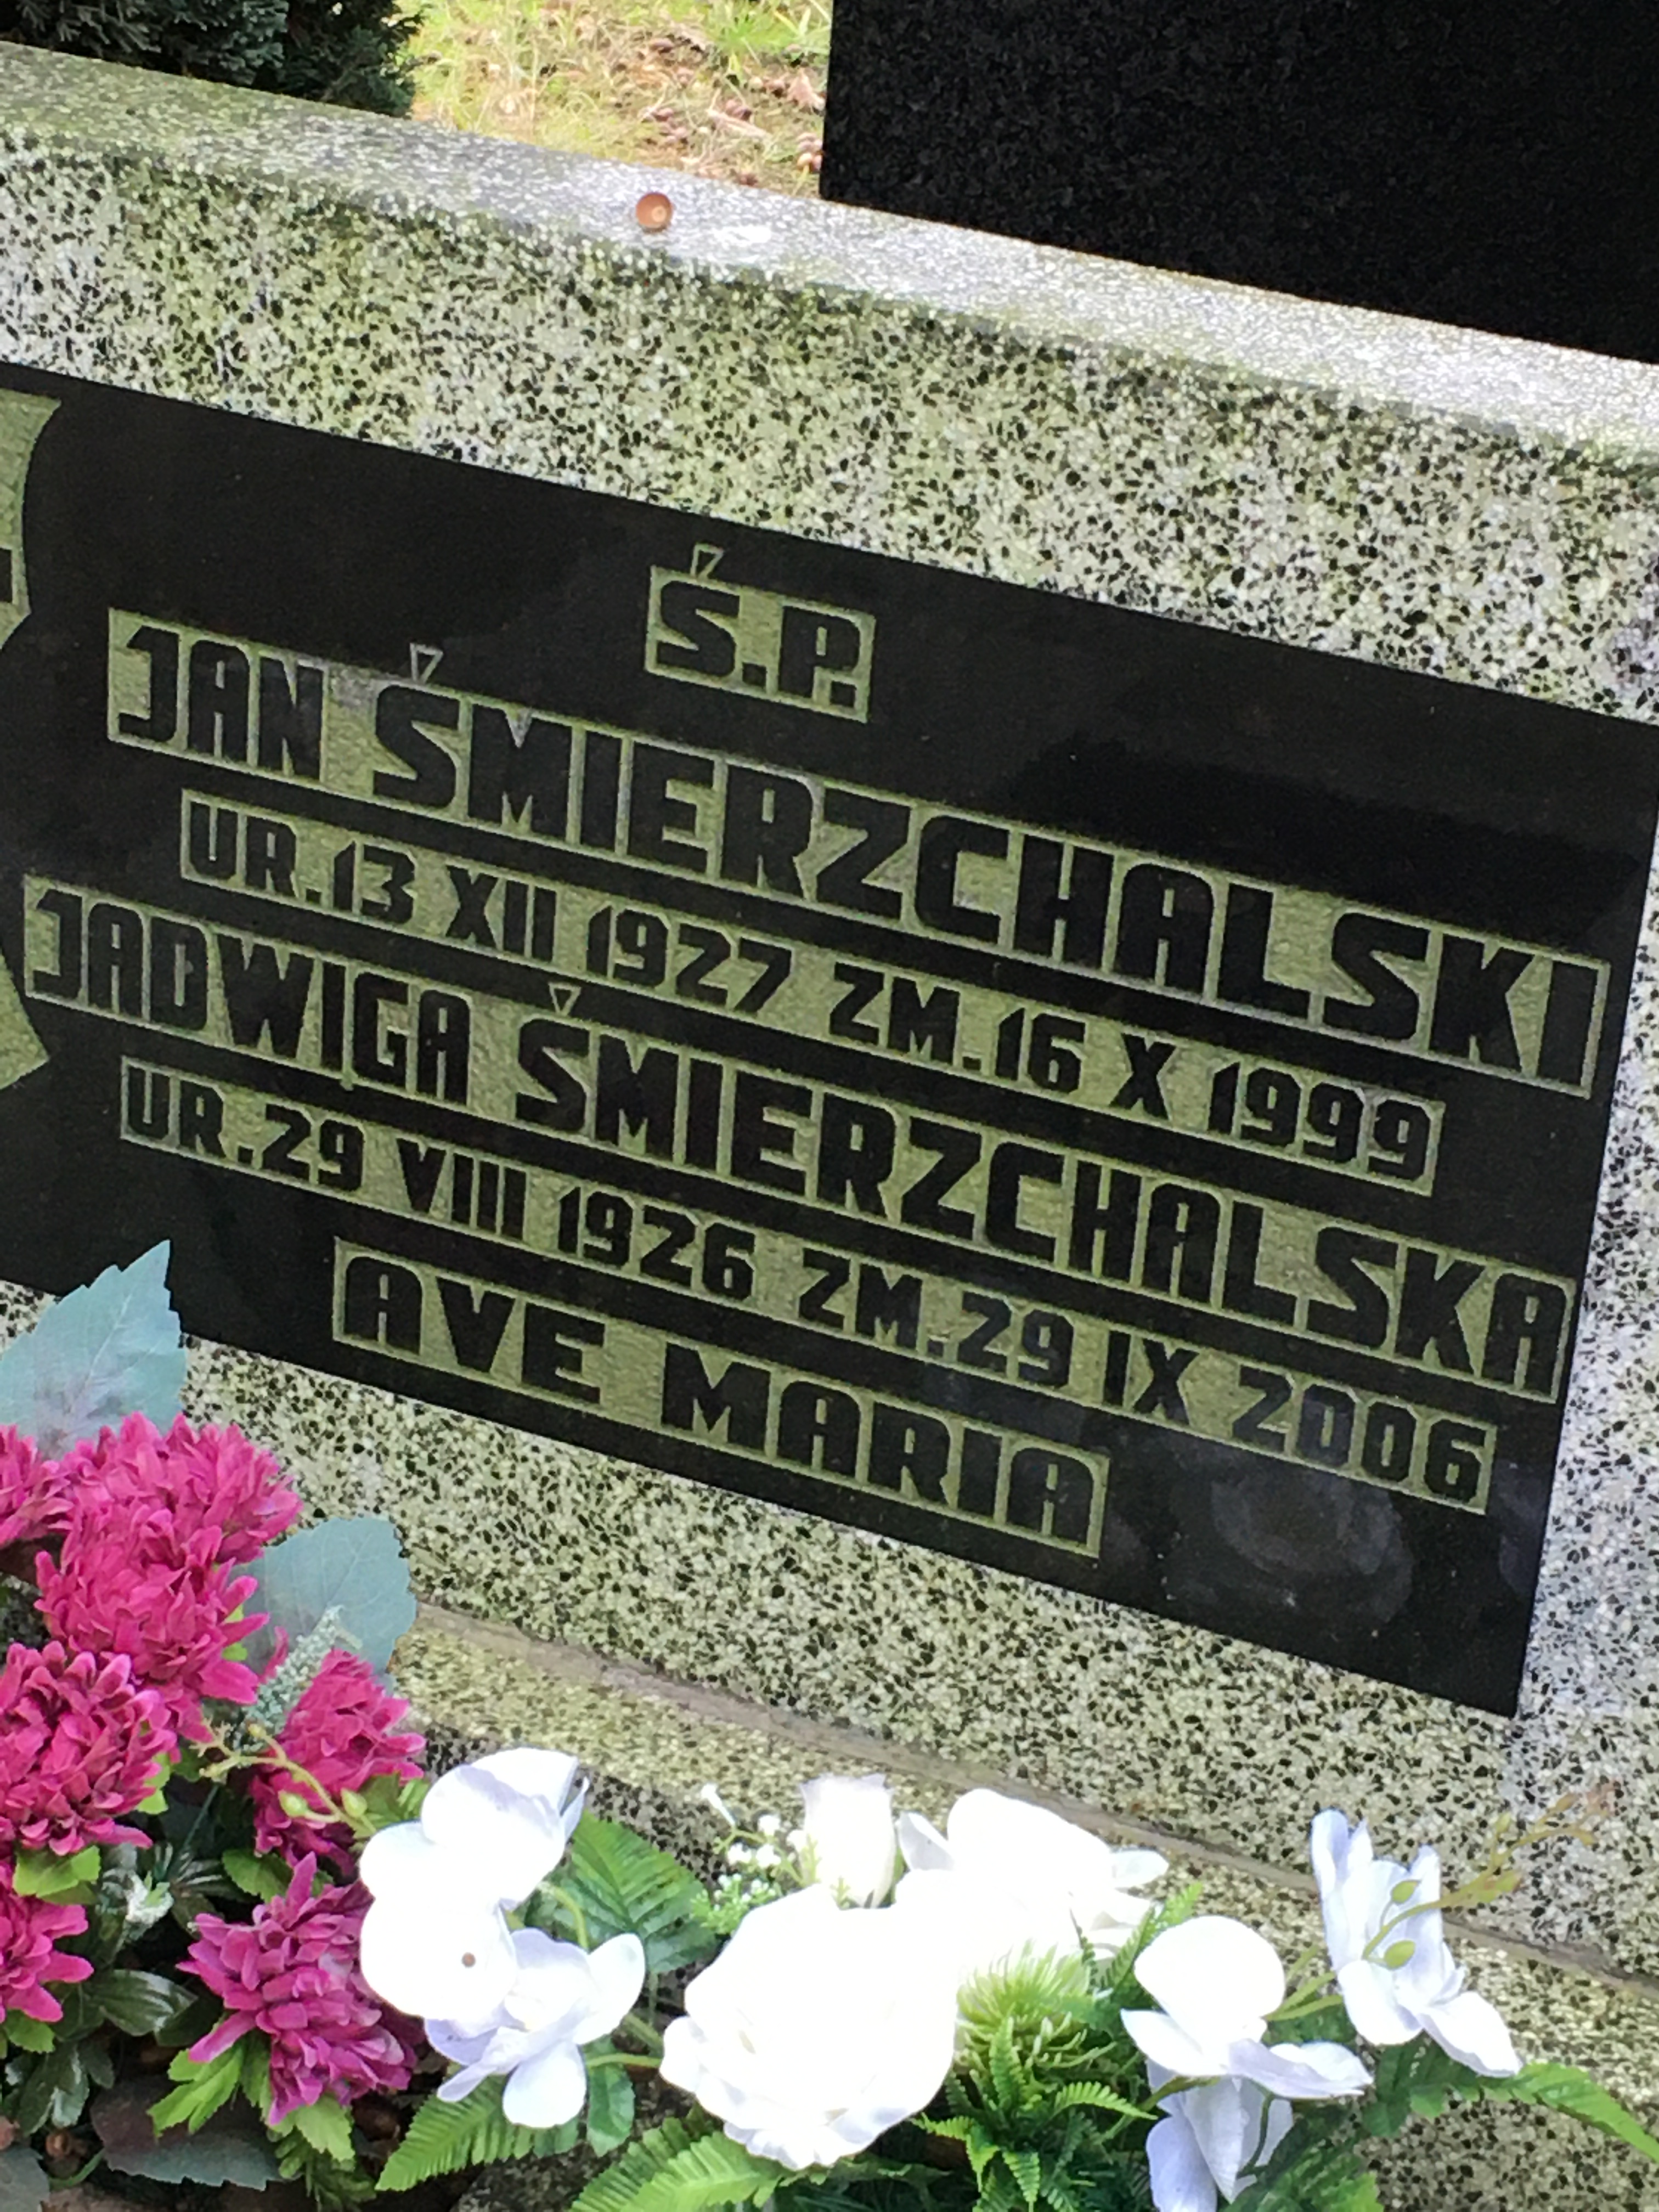 Ś.P.
JAN ŚMIERZCHALSKI
UR.13 XII 1927 ZM.16 X 1999
JADWIGA ŚMIERZCHALSKA
UR.29 VIII 1926 ZM.29 IX 2006
AVE MARIA